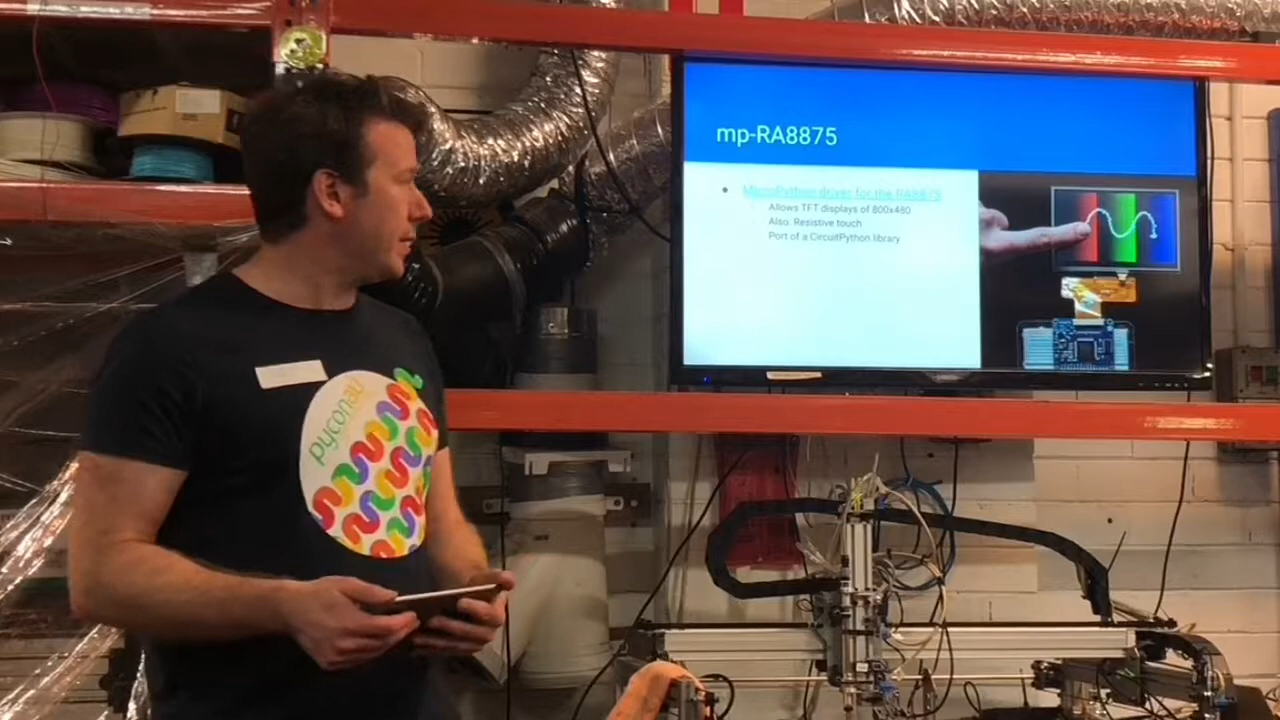 mp-RA8875
MicroPython driver for the RA8875
Allows TFT displays of 800x480
Also: Resistive touch
Port of a CircuitPython library
pyconau